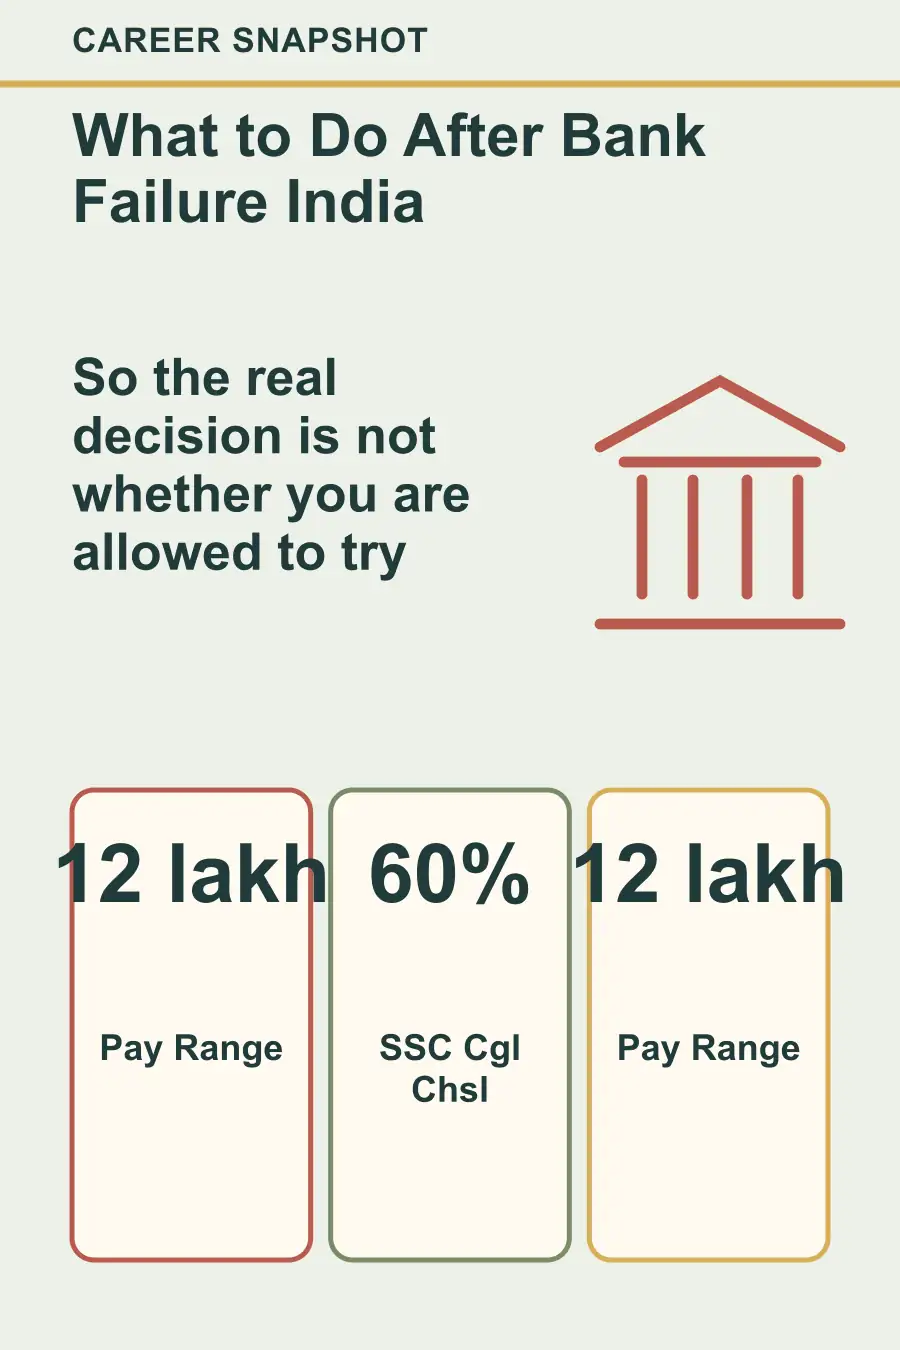 CAREER SNAPSHOT
What to Do After Bank
Failure India
So the real
decision is not
whether you are
allowed to try
12 lakh
60%
12 lakh
Pay Range
SSC Cgl
Chsl
Pay Range